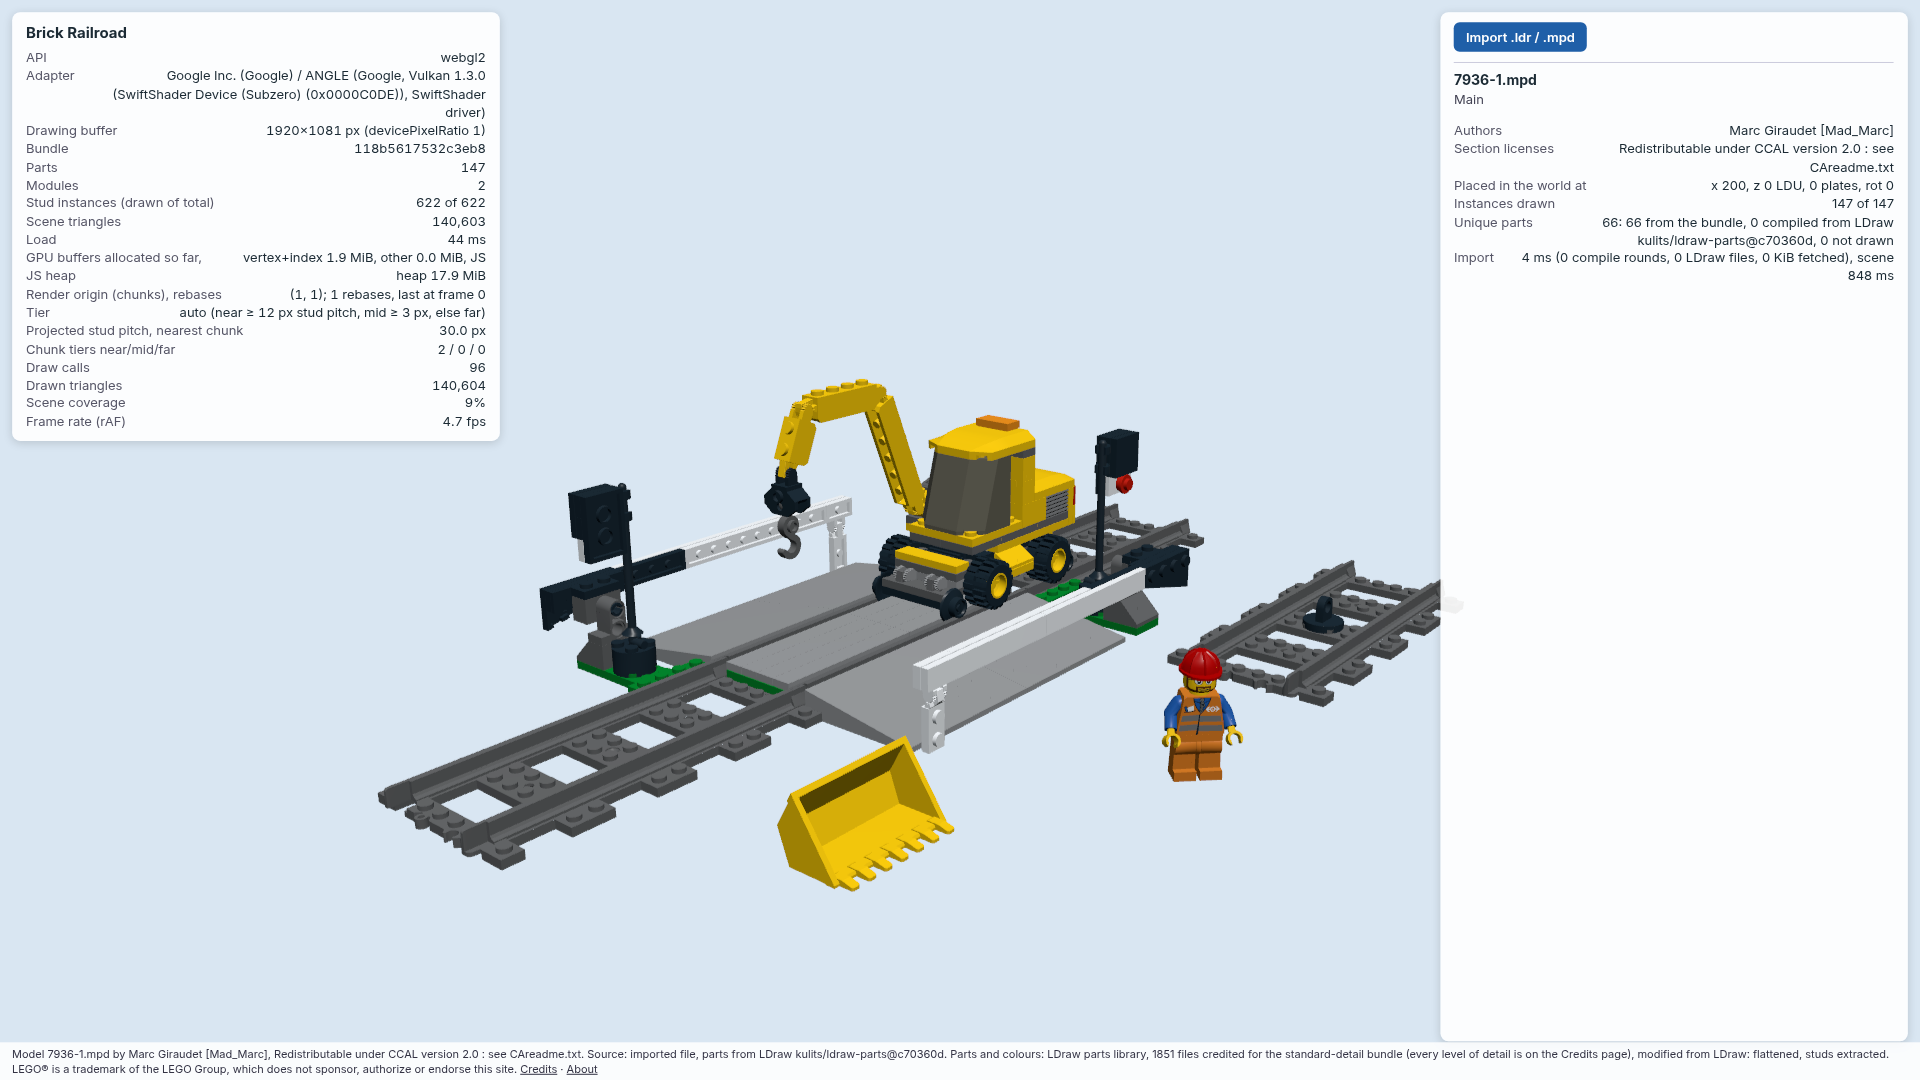 Brick Railroad
API webgl2
Adapter Google Inc. (Google) / ANGLE (Google, Vulkan 1.3.0
(SwiftShader Device (Subzero) (0x0000C0DE)), SwiftShader
driver)
Drawing buffer 1920×1081 px (devicePixelRatio 1)
Bundle 118b5617532c3eb8
Parts 147
Modules 2
Stud instances (drawn of total) 622 of 622
Scene triangles 140,603
Load 44 ms
GPU buffers allocated so far, vertex+index 1.9 MiB, other 0.0 MiB, JS
JS heap heap 17.9 MiB
Render origin (chunks), rebases (1, 1); 1 rebases, last at frame 0
Tier auto (near ≥ 12 px stud pitch, mid ≥ 3 px, else far)
Projected stud pitch, nearest chunk 30.0 px
Chunk tiers near/mid/far 2 / 0 / 0
Draw calls 96
Drawn triangles 140,604
Scene coverage 9%
Frame rate (rAF) 4.7 fps
Import .ldr / .mpd
7936-1.mpd
Main
Authors Marc Giraudet [Mad_Marc]
Section licenses Redistributable under CCAL version 2.0 : see
CAreadme.txt
Placed in the world at x 200, z 0 LDU, 0 plates, rot 0
Instances drawn 147 of 147
Unique parts 66: 66 from the bundle, 0 compiled from LDraw
kulits/ldraw-parts@c70360d, 0 not drawn
Import 4 ms (0 compile rounds, 0 LDraw files, 0 KiB fetched), scene
848 ms
Model 7936-1.mpd by Marc Giraudet [Mad_Marc], Redistributable under CCAL version 2.0 : see CAreadme.txt. Source: imported file, parts from LDraw kulits/ldraw-parts@c70360d. Parts and colours: LDraw parts library, 1851 files credited for the standard-detail bundle (every level of detail is on the Credits page), modified from LDraw: flattened, studs extracted.
LEGO® is a trademark of the LEGO Group, which does not sponsor, authorize or endorse this site. Credits · About